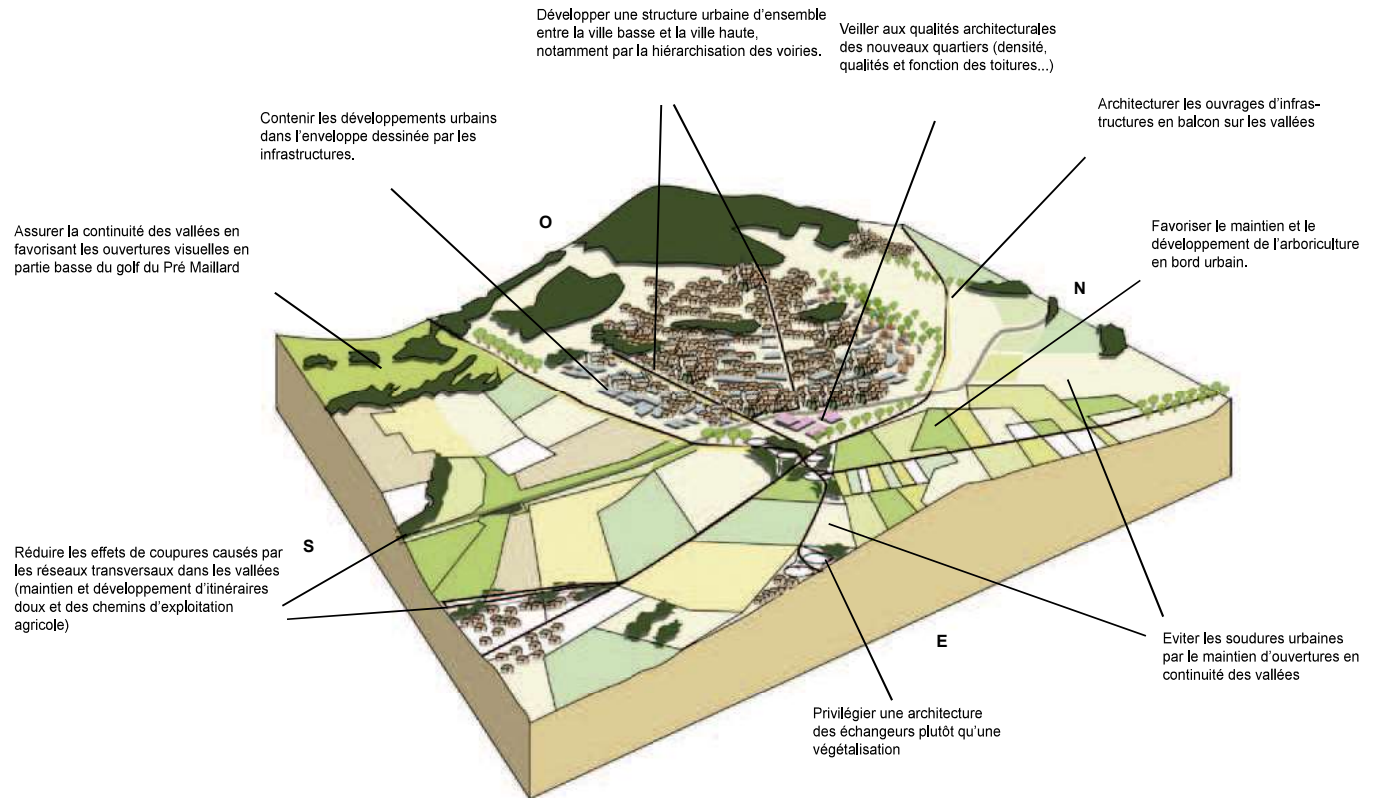 Développer une structure urbaine d'ensemble
entre la ville basse et la ville haute,
notamment par la hiérarchisation des voiries.
Veiller aux qualités architecturales
des nouveaux quartiers (densité,
qualités et fonction des toitures...)
Contenir les développements urbains
dans l'enveloppe dessinée par les
infrastructures.
Architecturer les ouvrages d'infras-
tructures en balcon sur les vallées
Assurer la continuité des vallées en
favorisant les ouvertures visuelles en
partie basse du golf du Pré Maillard
O
Favoriser le maintien et le
développement de l'arboriculture
en bord urbain.
N
Réduire les effets de coupures causés par
les réseaux transversaux dans les vallées
(maintien et développement d'itinéraires
doux et des chemins d'exploitation
agricole)
S
E
Eviter les soudures urbaines
par le maintien d'ouvertures en
continuité des vallées
Privilégier une architecture
des échangeurs plutôt qu'une
végétalisation